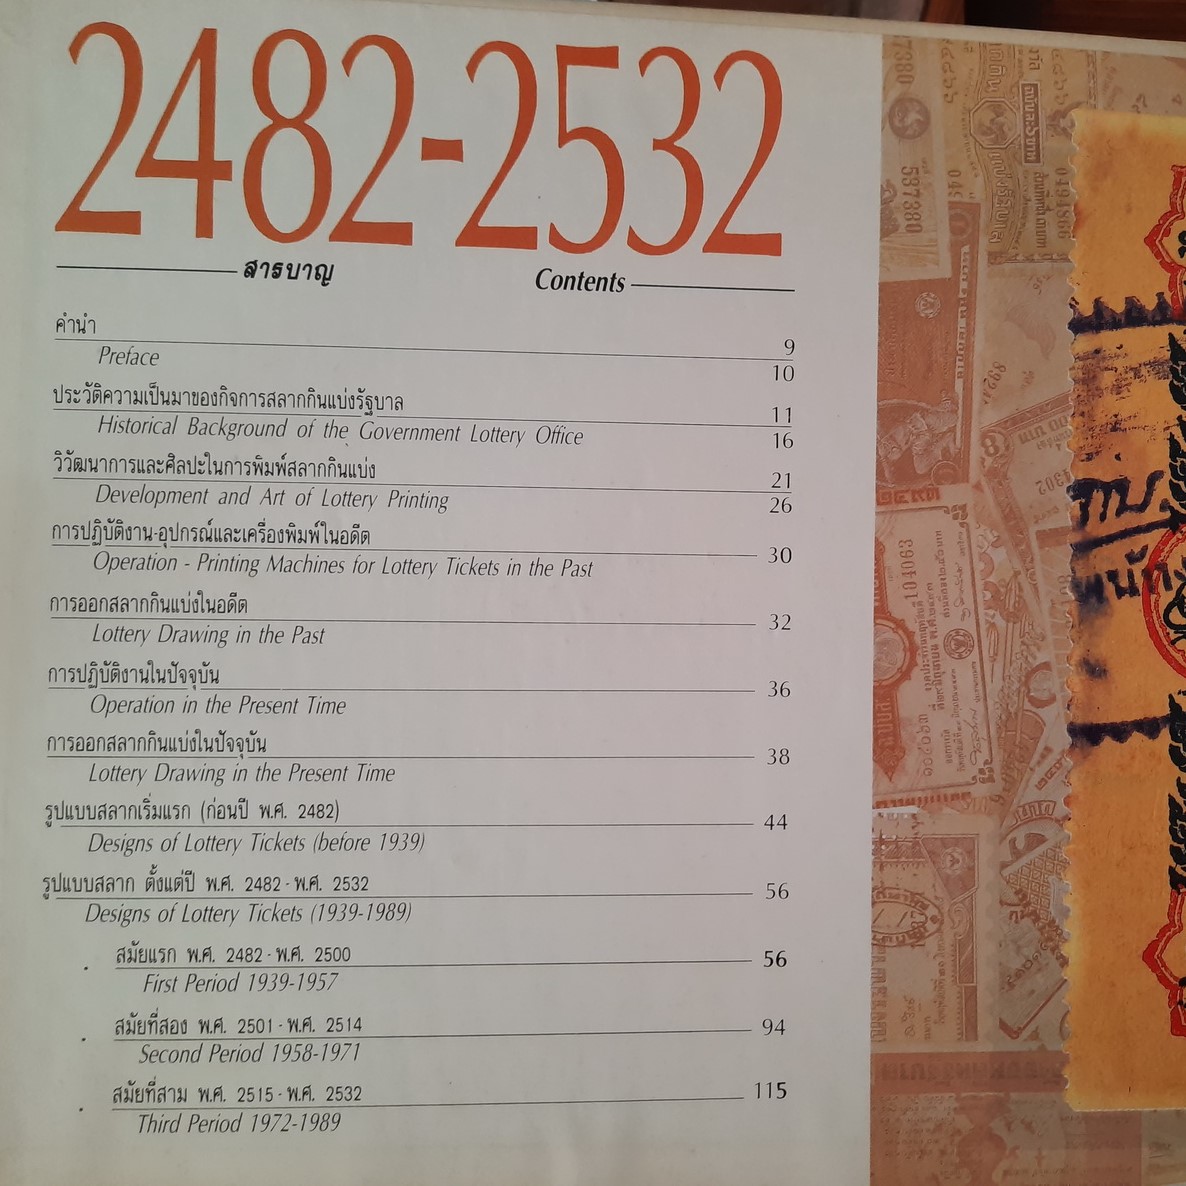 2482-2532
สารบาญ Contents
คำนำ 9
Preface 10
ประวัติความเป็นมาของกิจการสลากกินแบ่งรัฐบาล 11
Historical Background of the Government Lottery Office 16
วิวัฒนาการและศิลปะในการพิมพ์สลากกินแบ่ง 21
Development and Art of Lottery Printing 26
การปฏิบัติงาน-อุปกรณ์และเครื่องพิมพ์ในอดีต 30
Operation - Printing Machines for Lottery Tickets in the Past
การออกสลากกินแบ่งในอดีต 32
Lottery Drawing in the Past
การปฏิบัติงานในปัจจุบัน 36
Operation in the Present Time
การออกสลากกินแบ่งในปัจจุบัน 38
Lottery Drawing in the Present Time
รูปแบบสลากเริ่มแรก (ก่อนปี พ.ศ. 2482) 44
Designs of Lottery Tickets (before 1939)
รูปแบบสลาก ตั้งแต่ปี พ.ศ. 2482 - พ.ศ. 2532 56
Designs of Lottery Tickets (1939-1989)
สมัยแรก พ.ศ. 2482 - พ.ศ. 2500 56
First Period 1939-1957
สมัยที่สอง พ.ศ. 2501 - พ.ศ. 2514 94
Second Period 1958-1971
สมัยที่สาม พ.ศ. 2515 - พ.ศ. 2532 115
Third Period 1972-1989
537380
0494866
104063